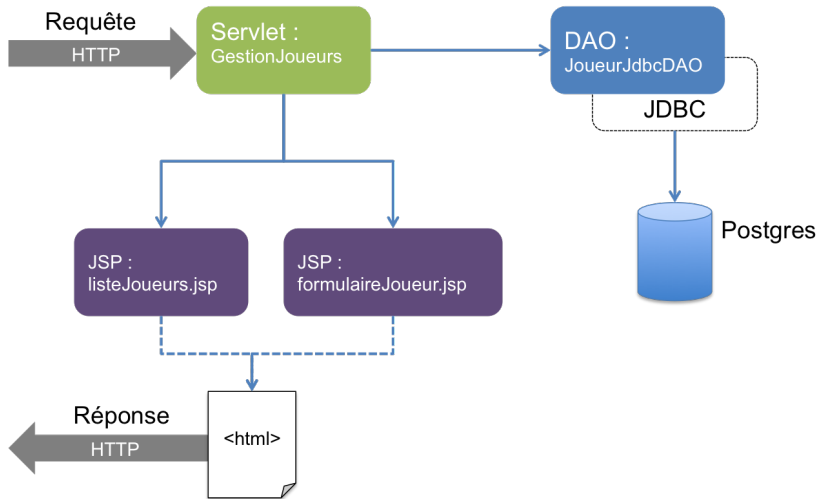 Requête
HTTP
Servlet :
GestionJoueurs
DAO :
JoueurJdbcDAO
JDBC
Postgres
JSP :
listeJoueurs.jsp
JSP :
formulaireJoueur.jsp
Réponse
HTTP
<html>